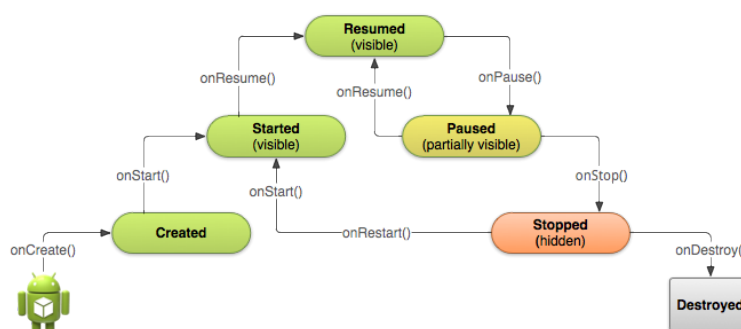 Resumed
(visible)
onResume()
onResume()
onPause()
Started
(visible)
Paused
(partially visible)
onStart()
onStart()
onStop()
Created
onRestart()
Stopped
(hidden)
onCreate()
onDestroy(
Destroyed